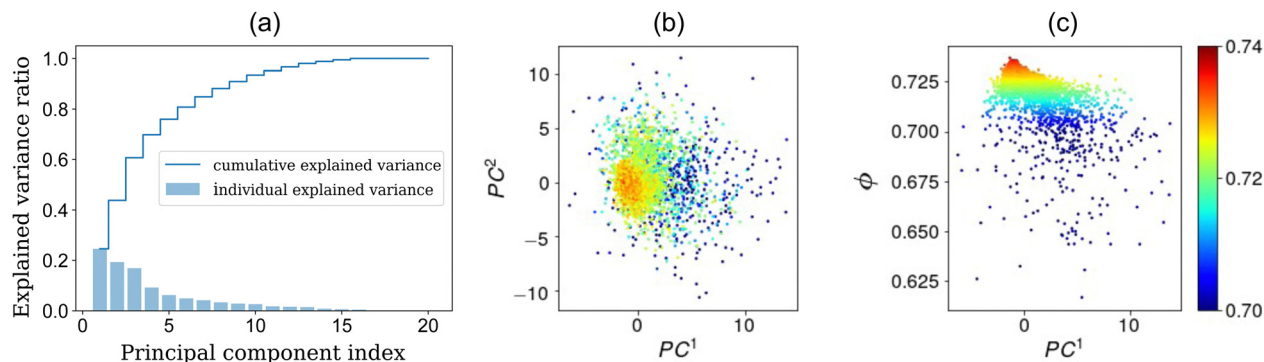 (a)
(b)
(c)
Explained variance ratio
1.0
0.8
0.6
0.4
0.2
0.0
0
5
10
15
20
Principal component index
cumulative explained variance
individual explained variance
PC²
10
5
0
−5
−10
0
10
PC¹
ϕ
0.725
0.700
0.675
0.650
0.625
0
10
PC¹
0.74
0.72
0.70